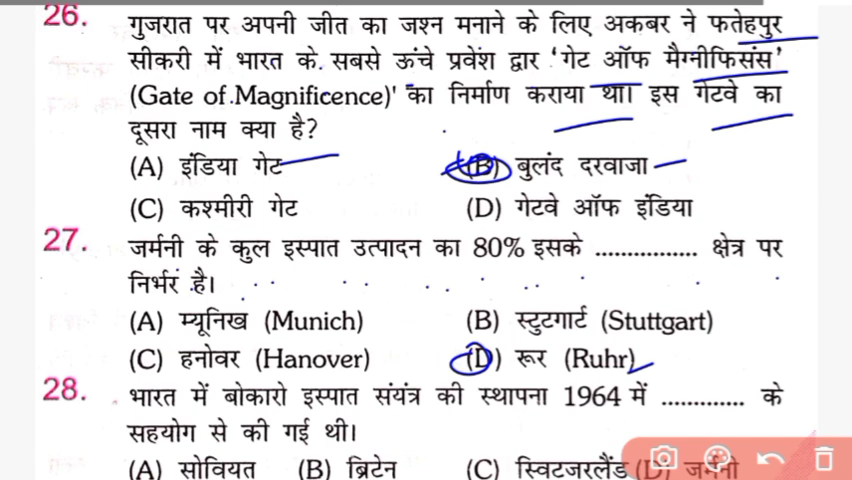 26. गुजरात पर अपनी जीत का जश्न मनाने के लिए अकबर ने फतेहपुर
सीकरी में भारत के सबसे ऊंचे प्रवेंश द्वार 'गेट ऑफ मैग्नीफिसंस'
(Gate of Magnificence)' का निर्माण कराया था। इस गेटवे का
दूसरा नाम क्या है?
(A) इंडिया गेट (B) बुलंद दरवाजा
(C) कश्मीरी गेट (D) गेटवे ऑफ इंडिया
27. जर्मनी के कुल इस्पात उत्पादन का 80% इसके ................ क्षेत्र पर
निर्भर है।
(A) म्यूनिख (Munich) (B) स्टुटगार्ट (Stuttgart)
(C) हनोवर (Hanover) (D) रूर (Ruhr)
28. भारत में बोकारो इस्पात संयंत्र की स्थापना 1964 में ............. के
सहयोग से की गई थी।
(A) सोवियत (B) ब्रिटेन (C) स्विटजरलैंड (D) जर्मनी